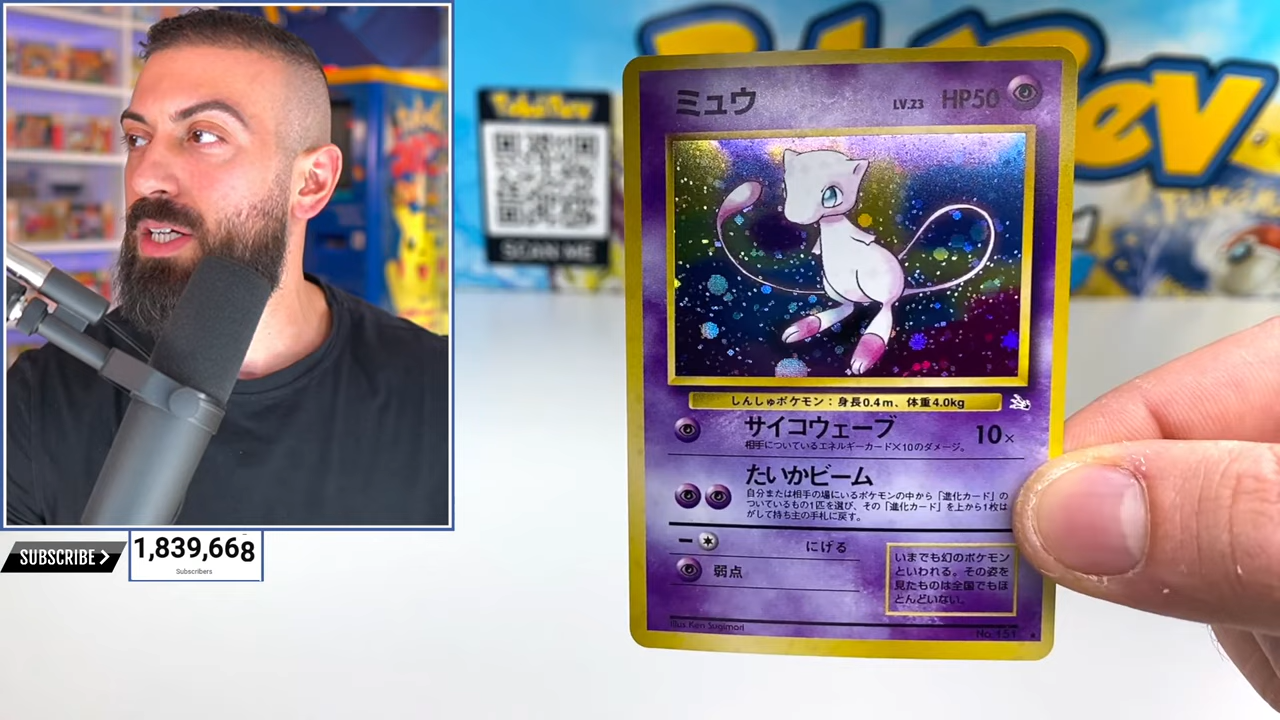 SUBSCRIBE
1,839,668
Subscribers
PokéRev
SCAN ME
eV
ミュウ
LV.23 HP50
しんしゅポケモン：身長0.4m、体重4.0kg
サイコウェーブ 10×
相手についているエネルギーカード×10のダメージ。
たいかビーム
自分または相手の場にいるポケモンの中から「進化カード」の
ついているもの1匹を選び、その「進化カード」を上から1枚は
がして持ち主の手札に戻す。
にげる
弱点
いまでも幻のポケモン
といわれる。その姿を
見たものは全国でもほ
とんどいない。
Illus. Ken Sugimori
No.151